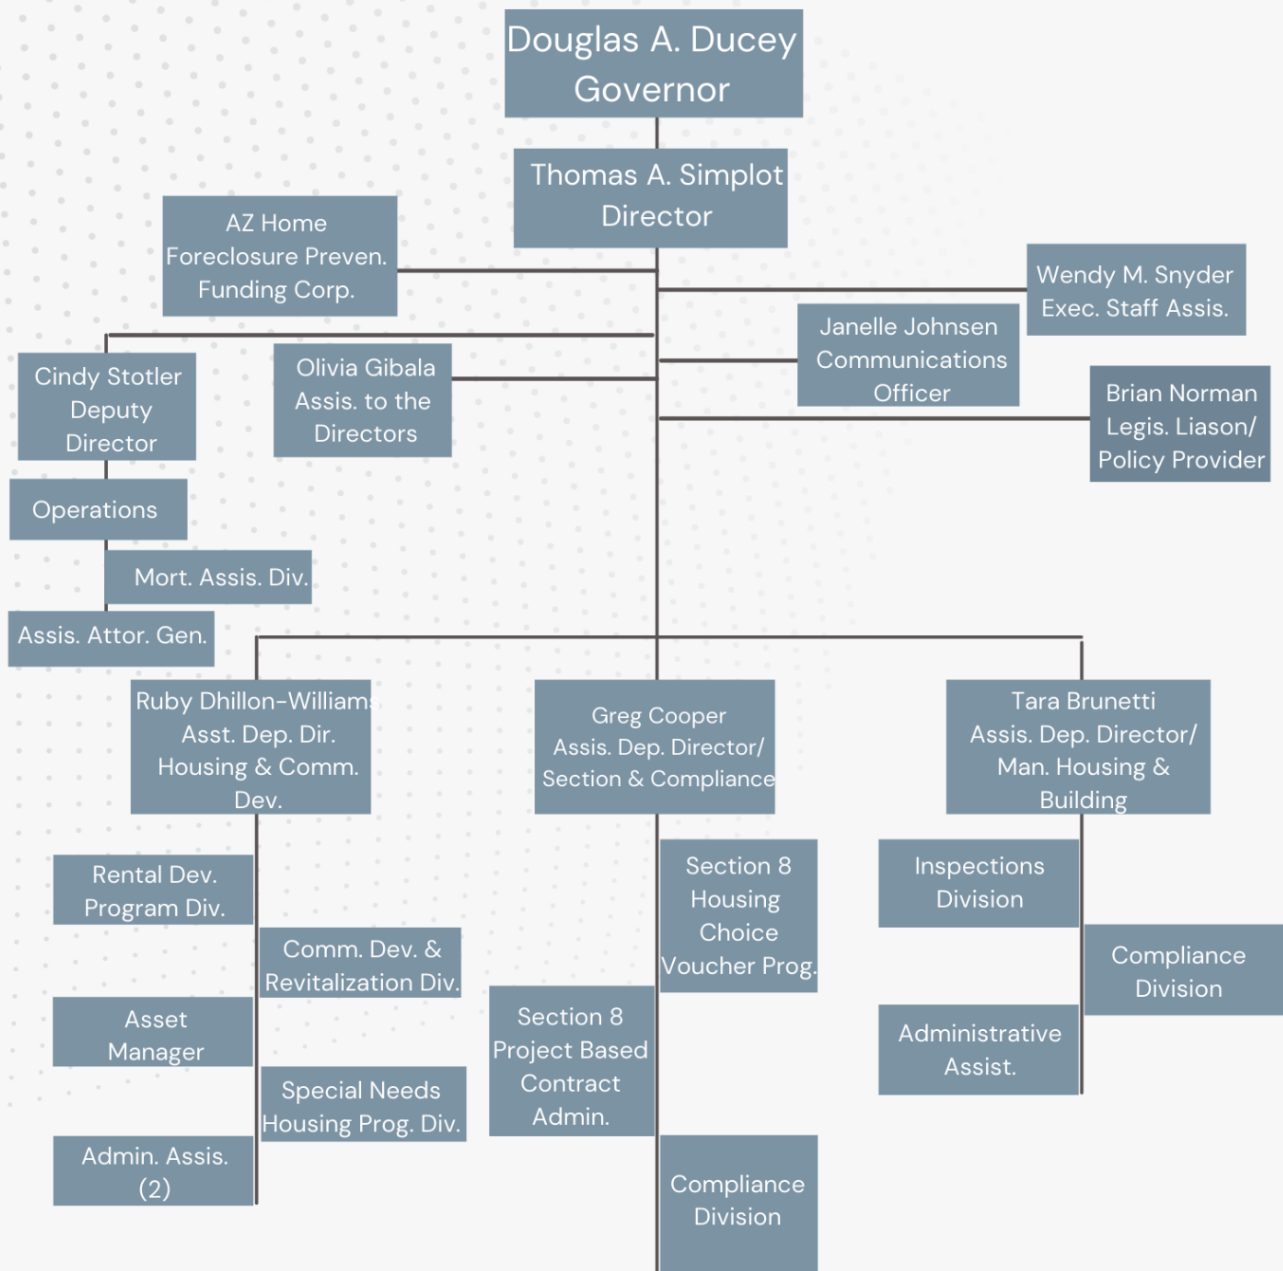 Douglas A. Ducey
Governor
Thomas A. Simplot
Director
AZ Home
Foreclosure Preven.
Funding Corp.
Wendy M. Snyder
Exec. Staff Assis.
Janelle Johnsen
Communications
Officer
Cindy Stotler
Deputy
Director
Olivia Gibala
Assis. to the
Directors
Brian Norman
Legis. Liason/
Policy Provider
Operations
Mort. Assis. Div.
Assis. Attor. Gen.
Ruby Dhillon-Williams
Asst. Dep. Dir.
Housing & Comm.
Dev.
Greg Cooper
Assis. Dep. Director/
Section & Compliance
Tara Brunetti
Assis. Dep. Director/
Man. Housing &
Building
Rental Dev.
Program Div.
Comm. Dev. &
Revitalization Div.
Asset
Manager
Special Needs
Housing Prog. Div.
Admin. Assis.
(2)
Section 8
Housing
Choice
Voucher Prog.
Section 8
Project Based
Contract
Admin.
Compliance
Division
Inspections
Division
Compliance
Division
Administrative
Assist.